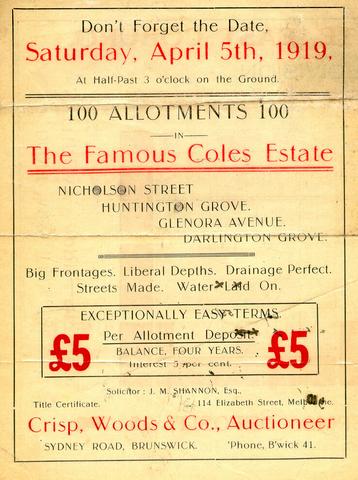 Don't Forget the Date,
Saturday, April 5th, 1919,
At Half-Past 3 o'clock on the Ground.
100 ALLOTMENTS 100
IN
The Famous Coles Estate
NICHOLSON STREET
HUNTINGTON GROVE.
GLENORA AVENUE.
DARLINGTON GROVE.
Big Frontages. Liberal Depths. Drainage Perfect.
Streets Made. Water Laid On.
EXCEPTIONALLY EASY TERMS.
£5 Per Allotment Deposit. £5
BALANCE, FOUR YEARS.
Interest 5 per cent.
Solicitor: J. M. SHANNON, Esq.,
Title Certificate. 114 Elizabeth Street, Melbourne.
Crisp, Woods & Co., Auctioneer
SYDNEY ROAD, BRUNSWICK. 'Phone, B'wick 41.